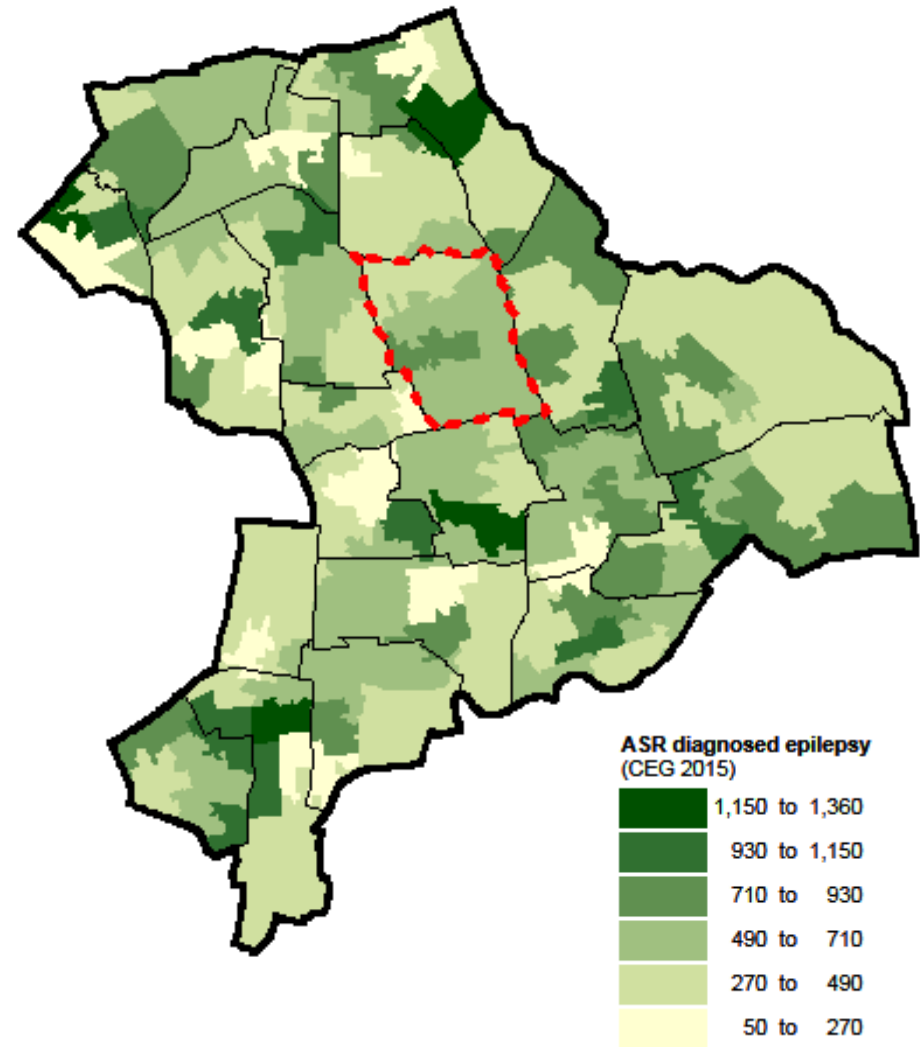 ASR diagnosed epilepsy
(CEG 2015)
1,150 to 1,360
930 to 1,150
710 to 930
490 to 710
270 to 490
50 to 270